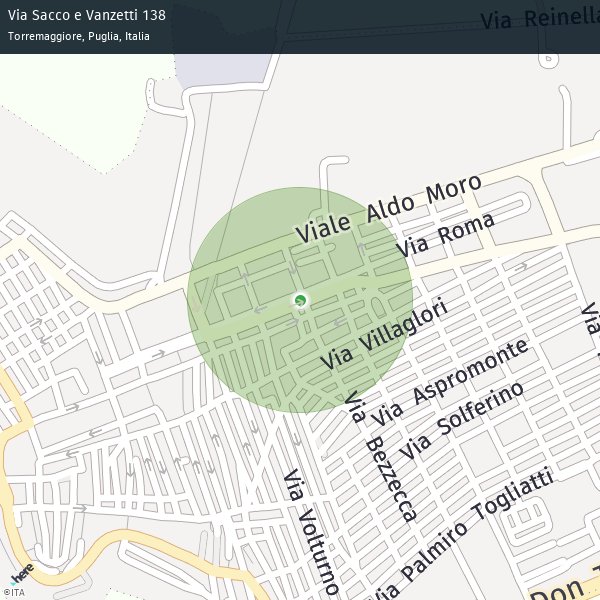 Via Sacco e Vanzetti 138
Torremaggiore, Puglia, Italia
Via Reinella
Viale Aldo Moro
Via Roma
Via Villaglori
Via Aspromonte
Via Solferino
Via Bezzecca
Via Volturno
Via Palmiro Togliatti
Via
Don
here
©ITA